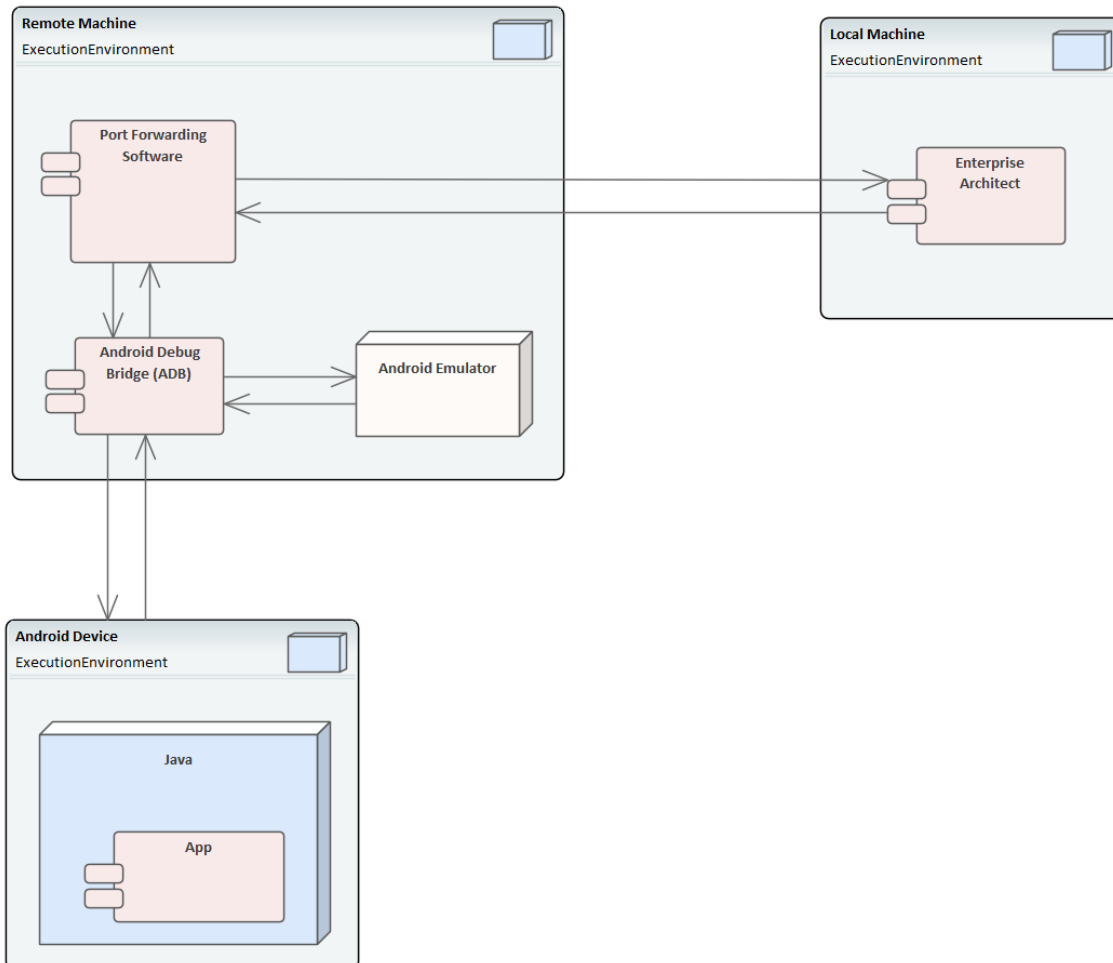 Remote Machine
ExecutionEnvironment
Port Forwarding
Software
Android Debug
Bridge (ADB)
Android Emulator
Local Machine
ExecutionEnvironment
Enterprise
Architect
Android Device
ExecutionEnvironment
Java
App